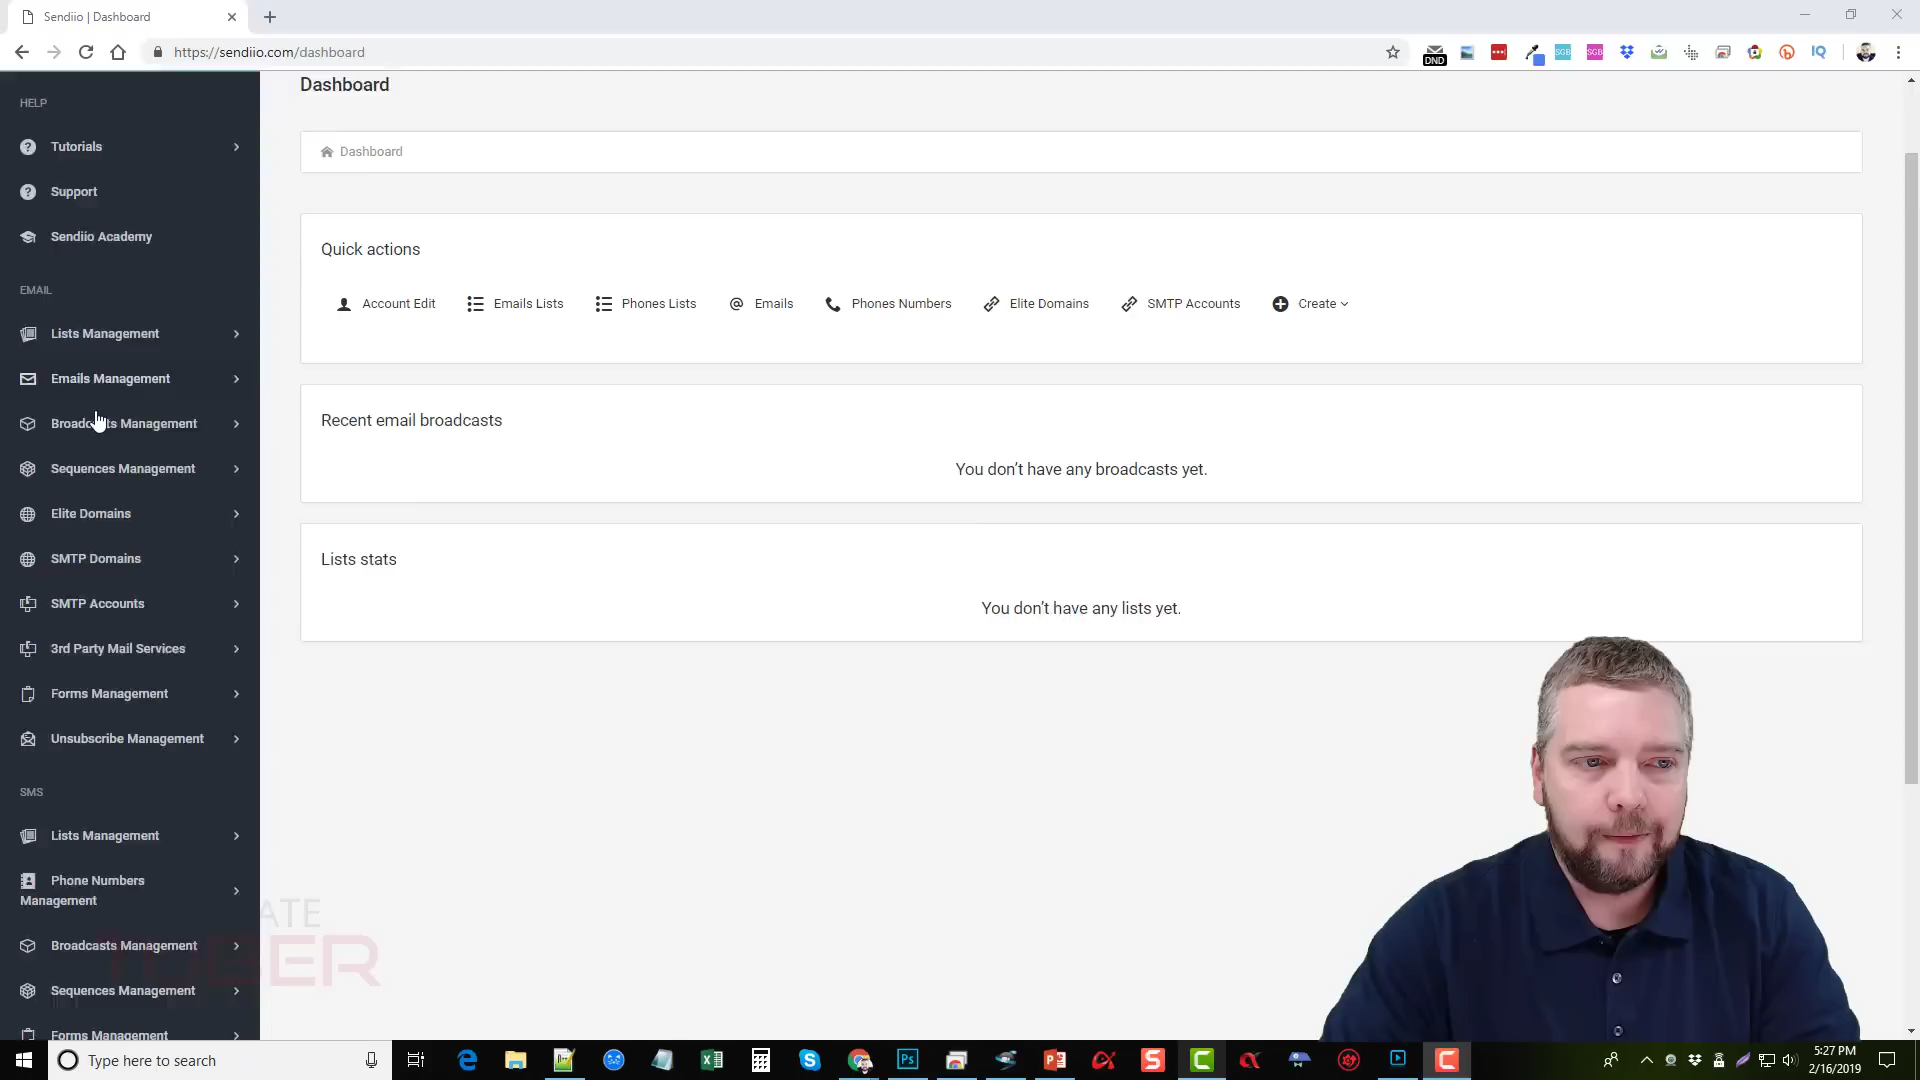 Sendiio | Dashboard
https://sendiio.com/dashboard
DND
SGB
SGB
IQ
HELP
Tutorials
Support
Sendiio Academy
EMAIL
Lists Management
Emails Management
Broadcasts Management
Sequences Management
Elite Domains
SMTP Domains
SMTP Accounts
3rd Party Mail Services
Forms Management
Unsubscribe Management
SMS
Lists Management
Phone Numbers
Management
Broadcasts Management
Sequences Management
Forms Management
Dashboard
Dashboard
Quick actions
Account Edit
Emails Lists
Phones Lists
Emails
Phones Numbers
Elite Domains
SMTP Accounts
Create
Recent email broadcasts
You don't have any broadcasts yet.
Lists stats
You don't have any lists yet.
Type here to search
5:27 PM
2/16/2019